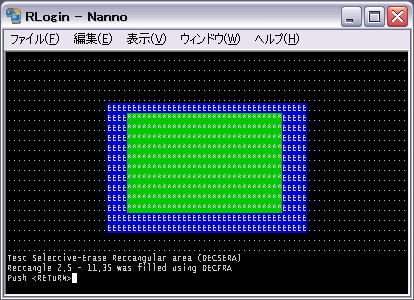 RLogin - Nanno
ファイル(F) 編集(E) 表示(V) ウィンドウ(W) ヘルプ(H)
Test Selective-Erase Rectangular area (DECSERA)
Rectangle 2,5 - 11,35 was filled using DECFRA
Push <RETURN>